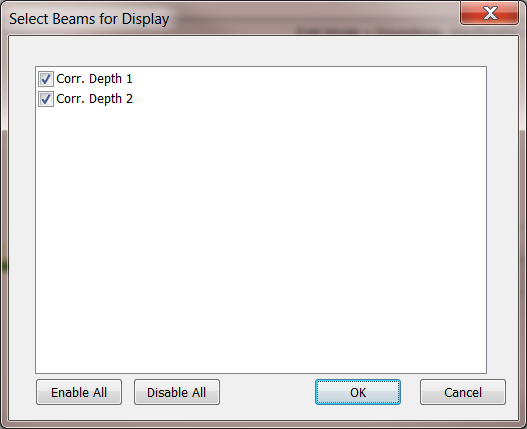 Select Beams for Display
Corr. Depth 1
Corr. Depth 2
Enable All
Disable All
OK
Cancel